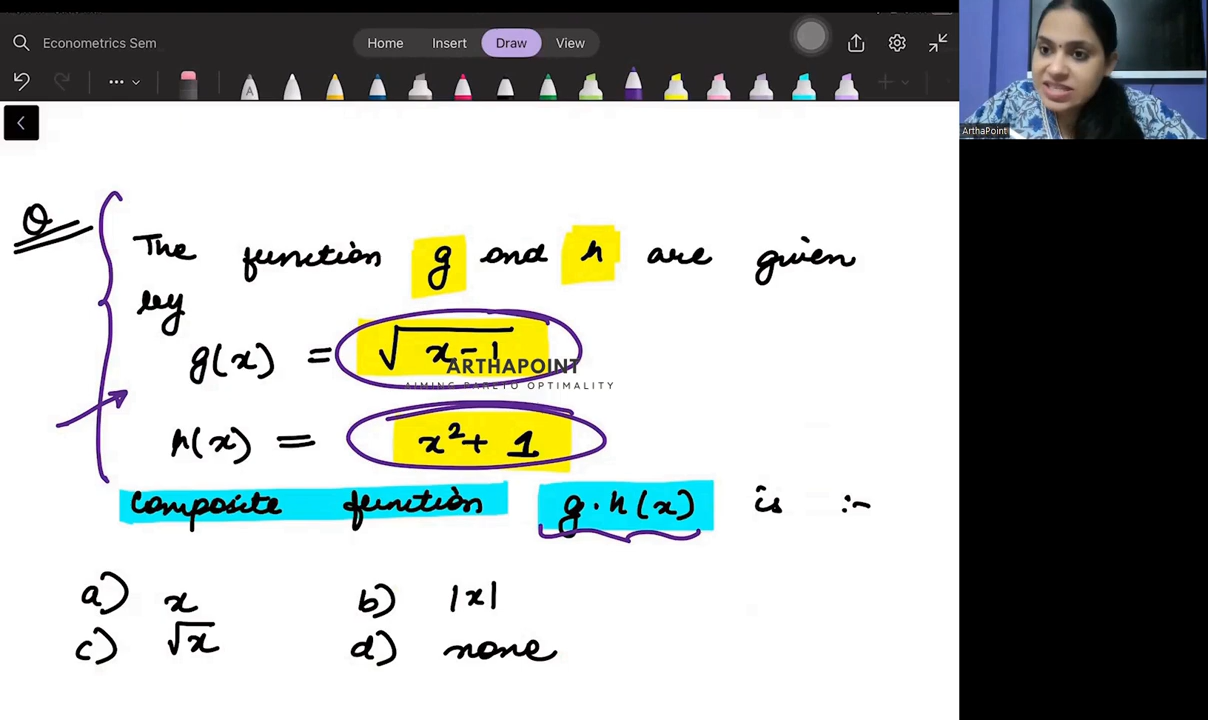 Econometrics Sem
Home Insert Draw View
A
ArthaPoint
Q
The function g and h are given
by
g(x) = √x-1
ARTHAPOINT
AIMING PARETO OPTIMALITY
h(x) = x²+ 1
composite function g·h(x) is :-
a) x b) |x|
c) √x d) none